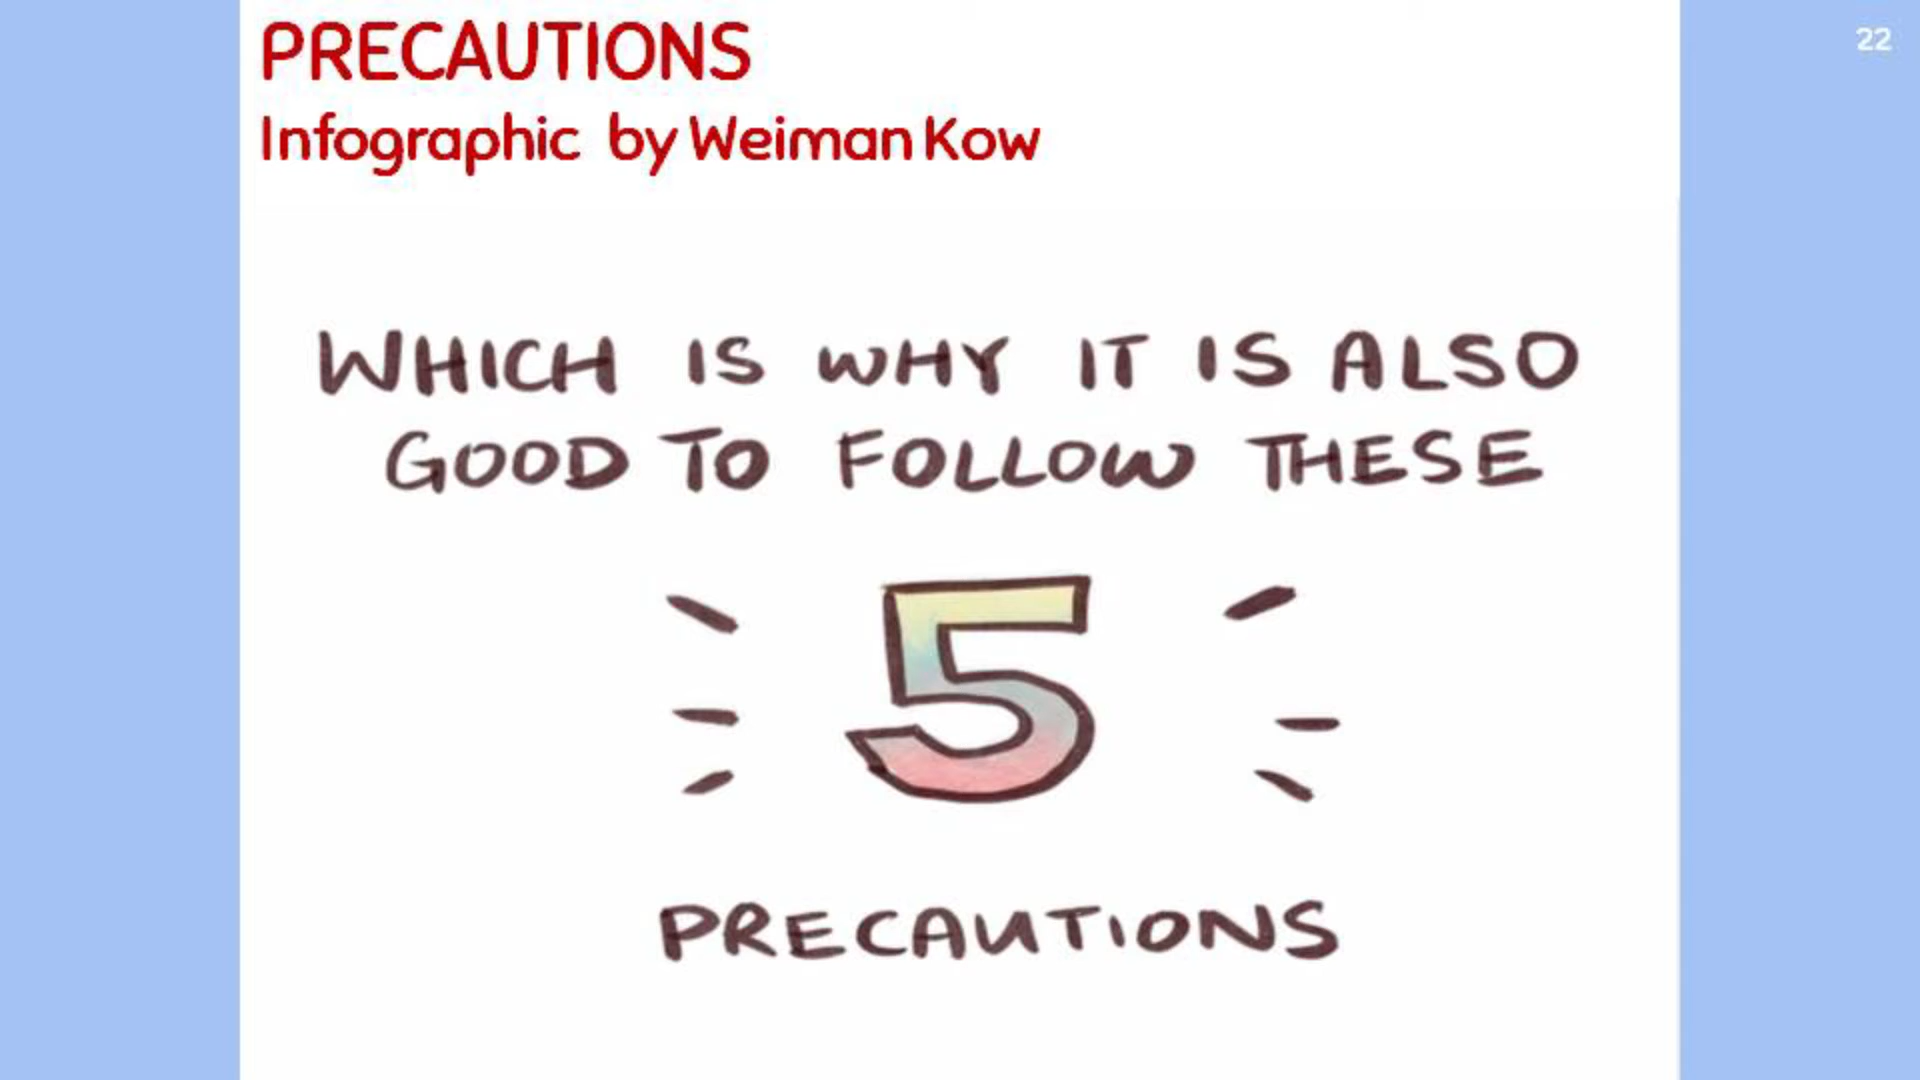 PRECAUTIONS
Infographic by Weiman Kow
22
WHICH IS WHY IT IS ALSO
GOOD TO FOLLOW THESE
5
PRECAUTIONS